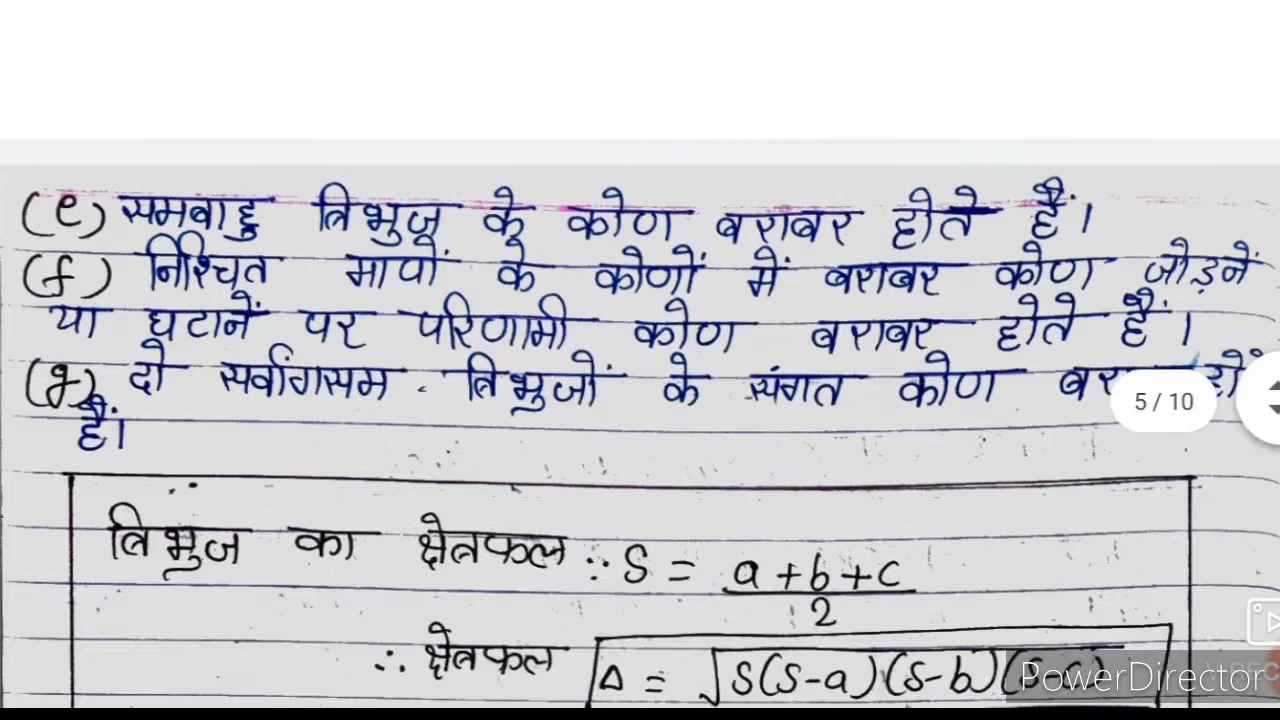 (e) समबाहु त्रिभुज के कोण बराबर होते हैं।
(f) निश्चित मापों के कोणों में बराबर कोण जोड़नें
या घटानें पर परिणामी कोण बराबर होते हैं।
(g) दो सर्वांगसम त्रिभुजों के संगत कोण
हैं।
5 / 10
त्रिभुज का क्षेत्रफल ∵ S = a + b + c / 2
∴ क्षेत्रफल Δ = √S(S-a)(S-b)(S-c)
PowerDirector